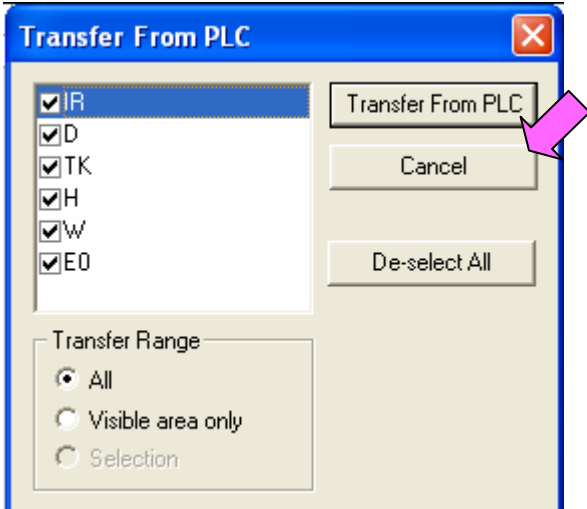 Transfer From PLC
IR
D
TK
H
W
E0
Transfer From PLC
Cancel
De-select All
Transfer Range
All
Visible area only
Selection